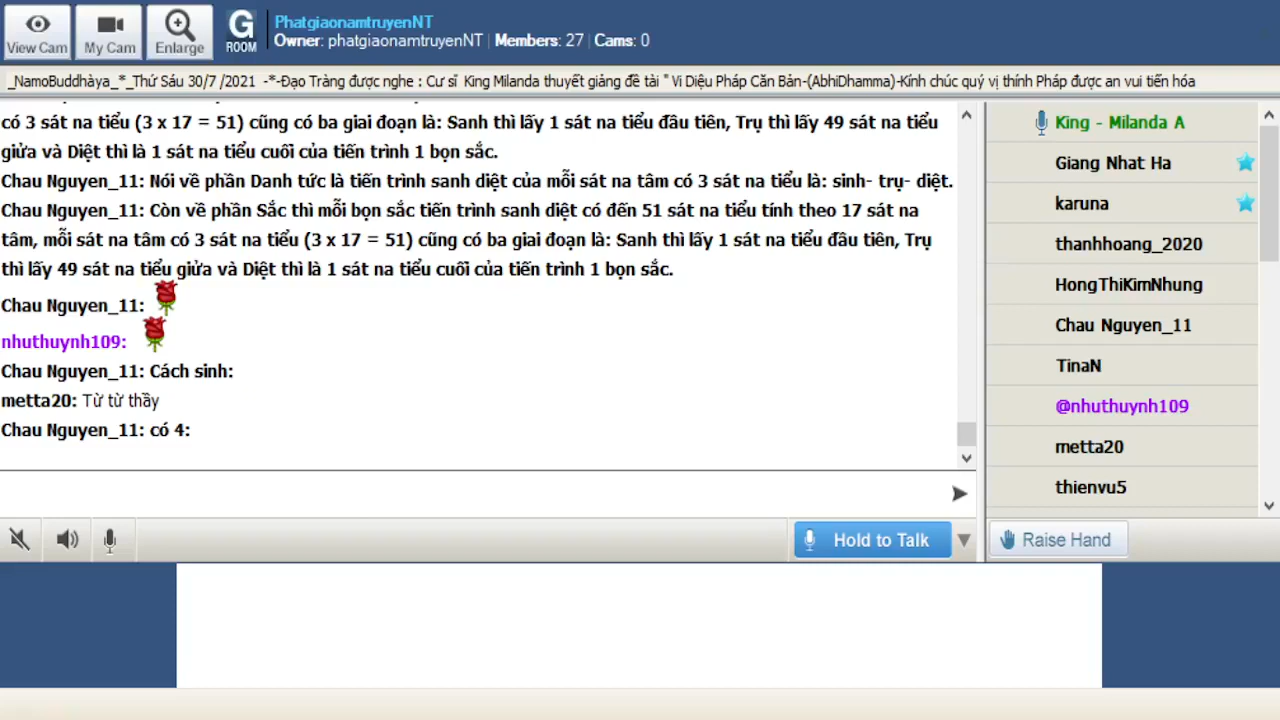 PhatgiaonamtruyenNT
Owner: phatgiaonamtruyenNT | Members: 27 | Cams: 0
View Cam
My Cam
Enlarge
G ROOM
_NamoBuddhàya_*_Thứ Sáu 30/7 /2021 -*-Đạo Tràng được nghe : Cư sĩ King Milanda thuyết giảng đề tài " Vi Diệu Pháp Căn Bản-(AbhiDhamma)-Kính chúc quý vị thính Pháp được an vui tiến hóa
có 3 sát na tiểu (3 x 17 = 51) cũng có ba giai đoạn là: Sanh thì lấy 1 sát na tiểu đầu tiên, Trụ thì lấy 49 sát na tiểu
giửa và Diệt thì là 1 sát na tiểu cuối của tiến trình 1 bọn sắc.
Chau Nguyen_11: Nói về phần Danh tức là tiến trình sanh diệt của mỗi sát na tâm có 3 sát na tiểu là: sinh- trụ- diệt.
Chau Nguyen_11: Còn về phần Sắc thì mỗi bọn sắc tiến trình sanh diệt có đến 51 sát na tiểu tính theo 17 sát na
tâm, mỗi sát na tâm có 3 sát na tiểu (3 x 17 = 51) cũng có ba giai đoạn là: Sanh thì lấy 1 sát na tiểu đầu tiên, Trụ
thì lấy 49 sát na tiểu giửa và Diệt thì là 1 sát na tiểu cuối của tiến trình 1 bọn sắc.
Chau Nguyen_11:
nhuthuynh109:
Chau Nguyen_11: Cách sinh:
metta20: Từ từ thầy
Chau Nguyen_11: có 4:
King - Milanda A
Giang Nhat Ha
karuna
thanhhoang_2020
HongThiKimNhung
Chau Nguyen_11
TinaN
@nhuthuynh109
metta20
thienvu5
Hold to Talk
Raise Hand